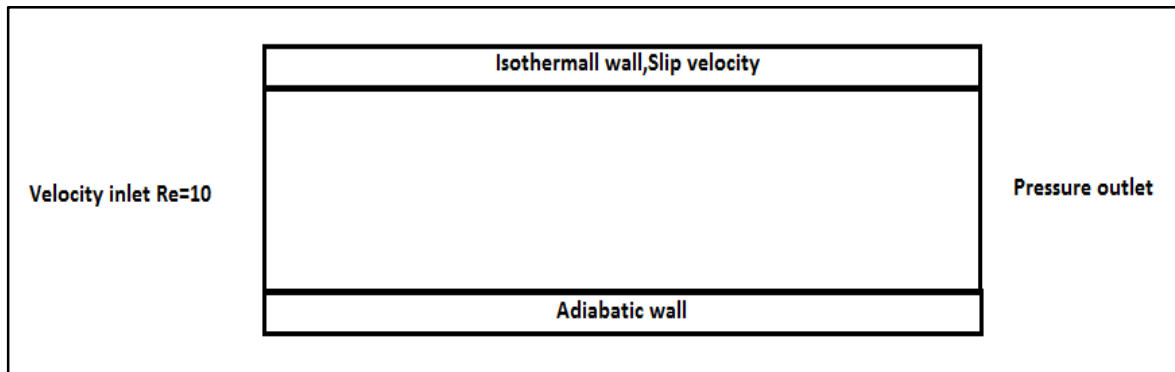 Isothermall wall,Slip velocity
Velocity inlet Re=10
Pressure outlet
Adiabatic wall